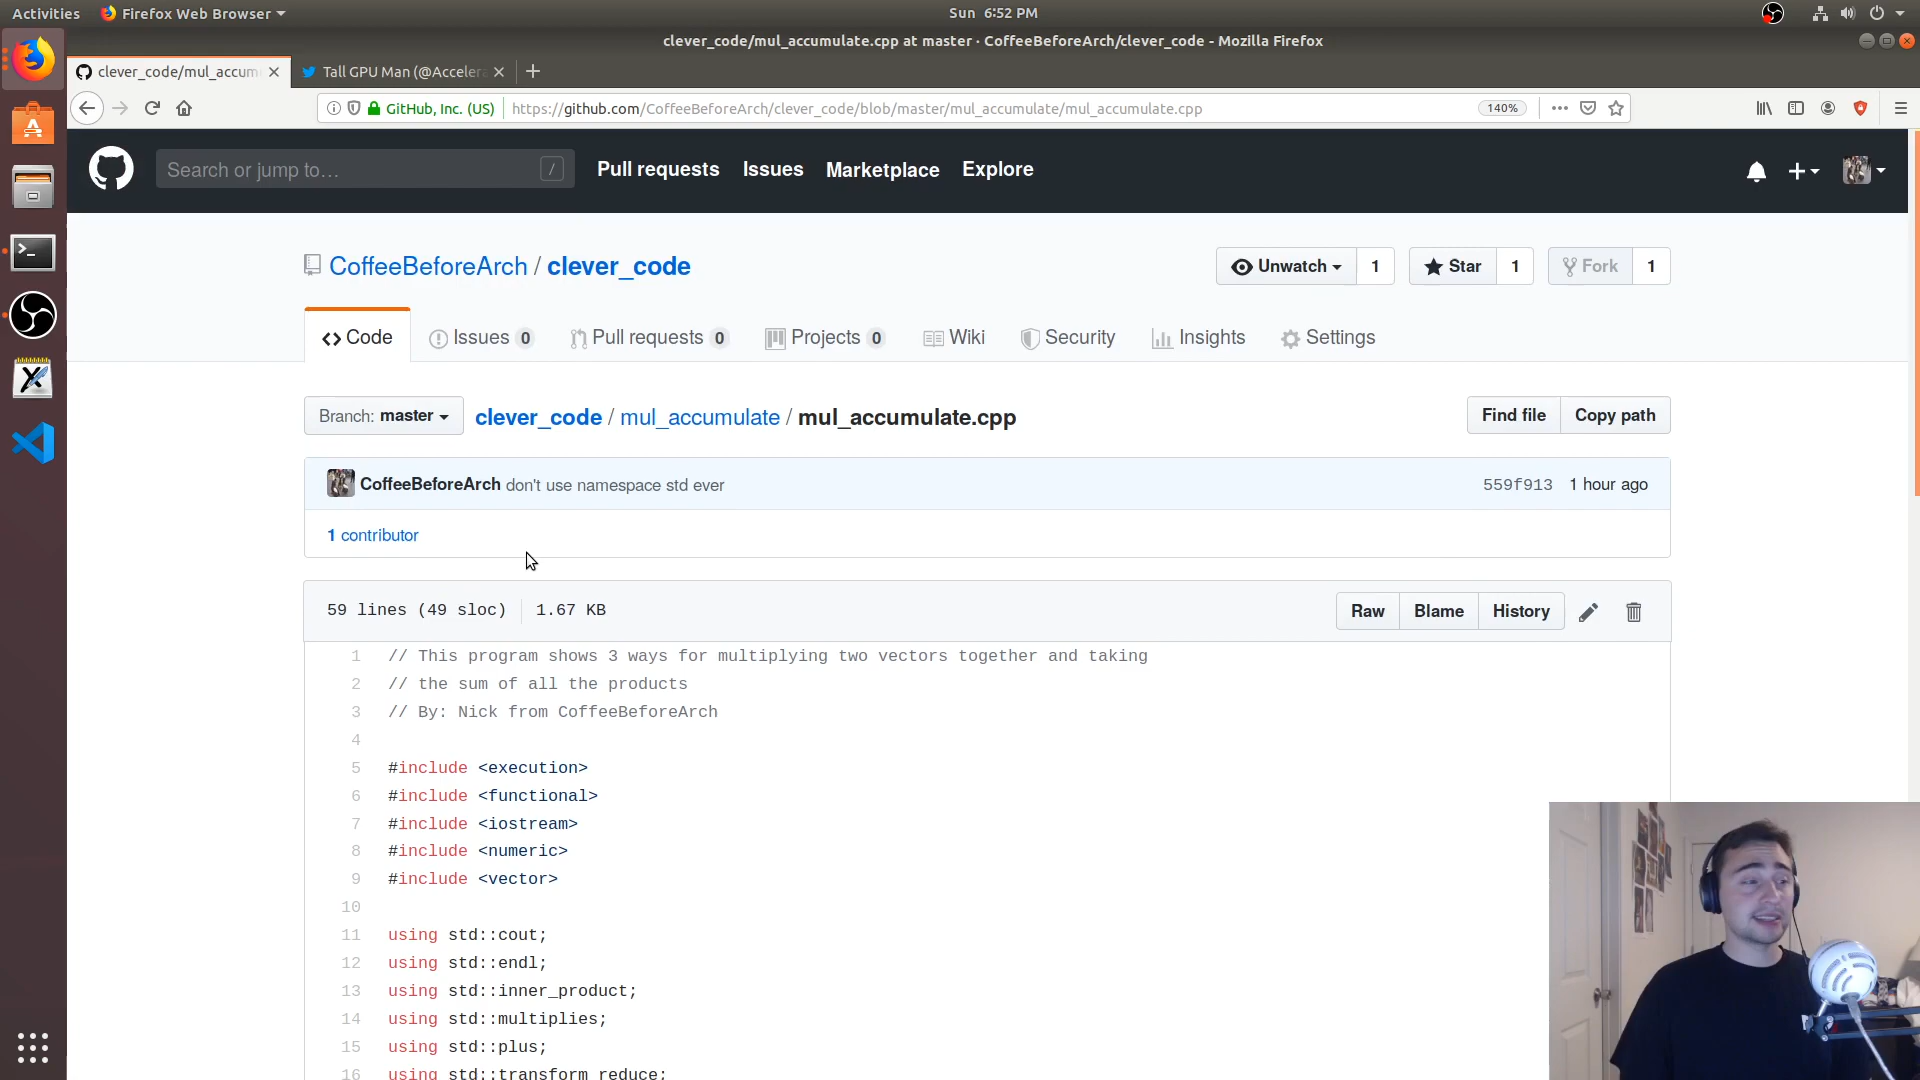 Activities Firefox Web Browser Sun 6:52 PM
clever_code/mul_accumulate.cpp at master · CoffeeBeforeArch/clever_code - Mozilla Firefox
clever_code/mul_accum Tall GPU Man (@Acceler
GitHub, Inc. (US) https://github.com/CoffeeBeforeArch/clever_code/blob/master/mul_accumulate/mul_accumulate.cpp 140%
Search or jump to… / Pull requests Issues Marketplace Explore
CoffeeBeforeArch / clever_code Unwatch 1 Star 1 Fork 1
Code Issues 0 Pull requests 0 Projects 0 Wiki Security Insights Settings
Branch: master clever_code / mul_accumulate / mul_accumulate.cpp Find file Copy path
CoffeeBeforeArch don't use namespace std ever 559f913 1 hour ago
1 contributor
59 lines (49 sloc) 1.67 KB Raw Blame History
1 // This program shows 3 ways for multiplying two vectors together and taking
2 // the sum of all the products
3 // By: Nick from CoffeeBeforeArch
4
5 #include <execution>
6 #include <functional>
7 #include <iostream>
8 #include <numeric>
9 #include <vector>
10
11 using std::cout;
12 using std::endl;
13 using std::inner_product;
14 using std::multiplies;
15 using std::plus;
16 using std::transform_reduce;